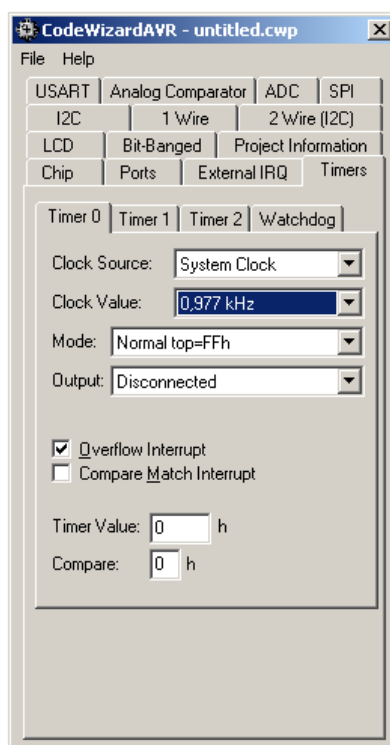 CodeWizardAVR - untitled.cwp
File Help
USART Analog Comparator ADC SPI
I2C 1 Wire 2 Wire (I2C)
LCD Bit-Banged Project Information
Chip Ports External IRQ Timers
Timer 0 Timer 1 Timer 2 Watchdog
Clock Source: System Clock
Clock Value: 0,977 kHz
Mode: Normal top=FFh
Output: Disconnected
Overflow Interrupt
Compare Match Interrupt
Timer Value: 0 h
Compare: 0 h